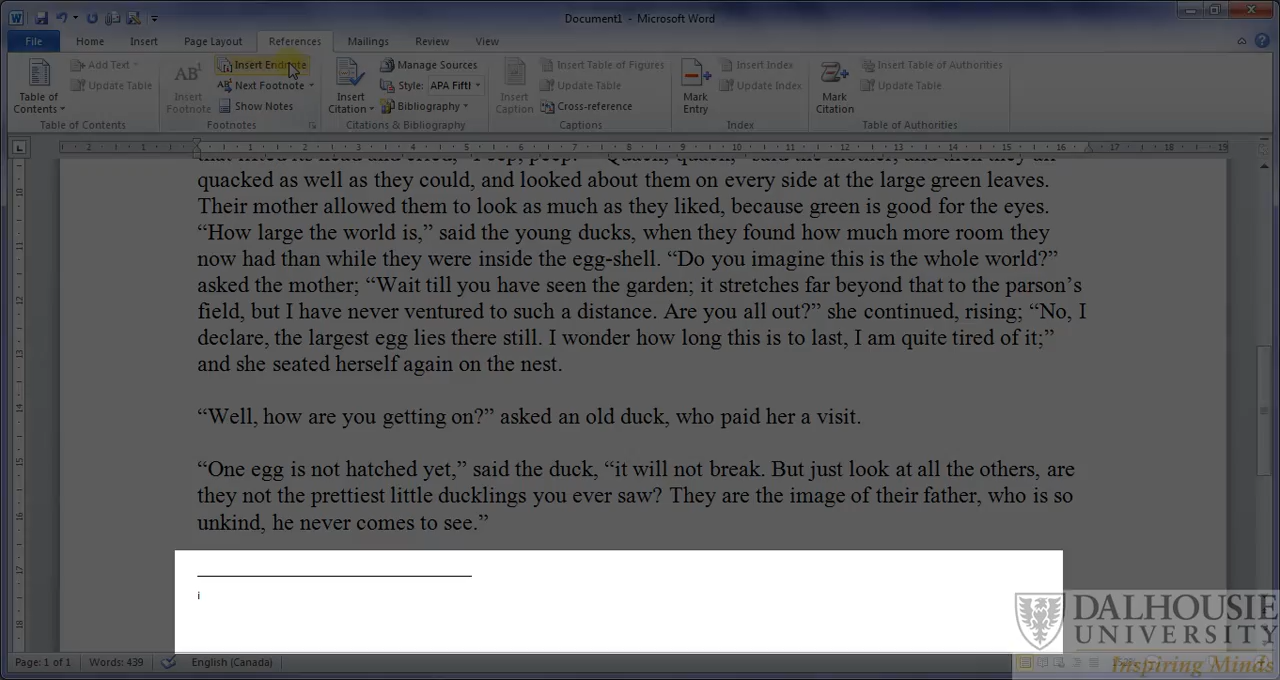 Document1 - Microsoft Word
File Home Insert Page Layout References Mailings Review View
Table of Contents
Add Text
Update Table
Table of Contents
AB1
Insert Footnote
Insert Endnote
Next Footnote
Show Notes
Footnotes
Insert Citation
Manage Sources
Style: APA Fifth
Bibliography
Citations & Bibliography
Insert Caption
Insert Table of Figures
Update Table
Cross-reference
Captions
Mark Entry
Insert Index
Update Index
Index
Mark Citation
Insert Table of Authorities
Update Table
Table of Authorities
quacked as well as they could, and looked about them on every side at the large green leaves.
Their mother allowed them to look as much as they liked, because green is good for the eyes.
“How large the world is,” said the young ducks, when they found how much more room they
now had than while they were inside the egg-shell. “Do you imagine this is the whole world?”
asked the mother; “Wait till you have seen the garden; it stretches far beyond that to the parson’s
field, but I have never ventured to such a distance. Are you all out?” she continued, rising; “No, I
declare, the largest egg lies there still. I wonder how long this is to last, I am quite tired of it;”
and she seated herself again on the nest.
“Well, how are you getting on?” asked an old duck, who paid her a visit.
“One egg is not hatched yet,” said the duck, “it will not break. But just look at all the others, are
they not the prettiest little ducklings you ever saw? They are the image of their father, who is so
unkind, he never comes to see.”
i
DALHOUSIE
UNIVERSITY
Inspiring Minds
Page: 1 of 1 Words: 439 English (Canada)